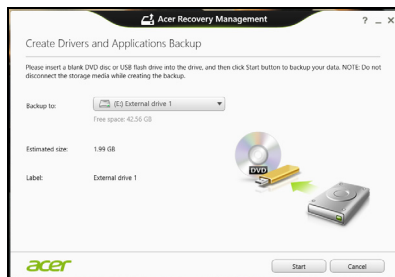 Acer Recovery Management
? _ ×
Create Drivers and Applications Backup
Please insert a blank DVD disc or USB flash drive into the drive, and then click Start button to backup your data. NOTE: Do not
disconnect the storage media while creating the backup.
Backup to:
(E:) External drive 1
Free space: 42.56 GB
Estimated size:
1.99 GB
Label:
External drive 1
DVD
acer
Start
Cancel